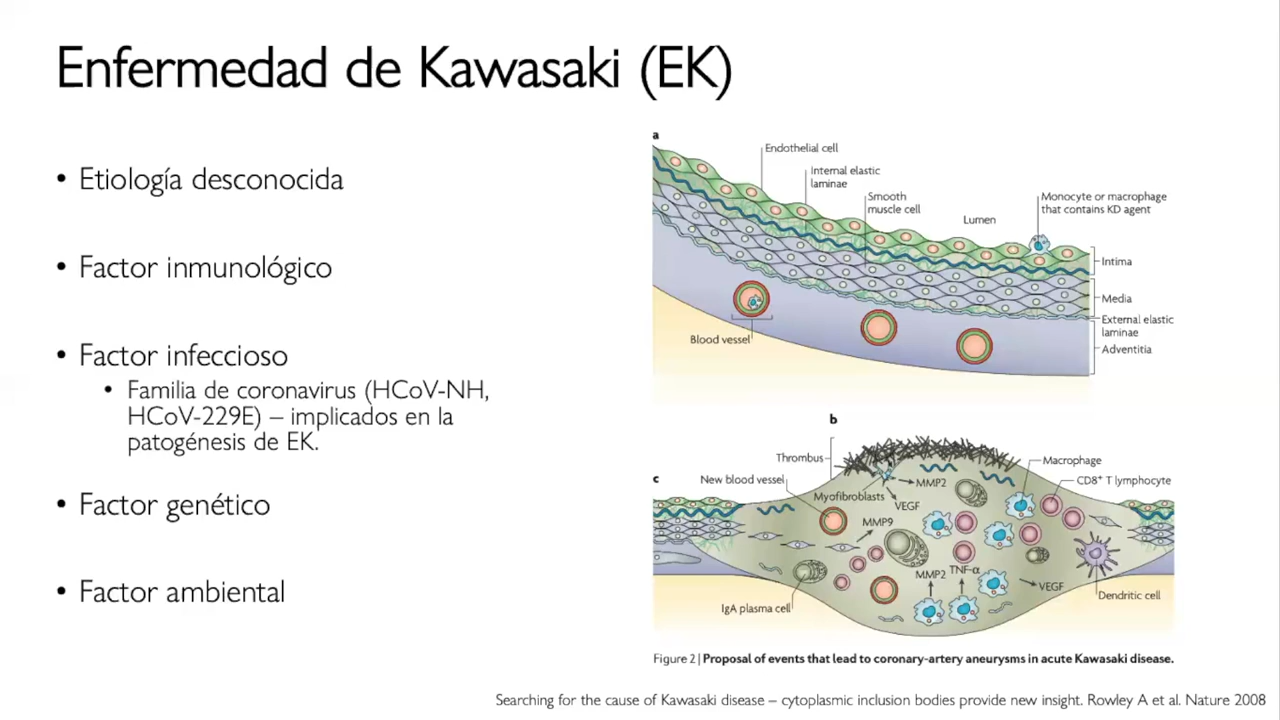 Enfermedad de Kawasaki (EK)
• Etiología desconocida
• Factor inmunológico
• Factor infeccioso
• Familia de coronavirus (HCoV-NH,
HCoV-229E) – implicados en la
patogénesis de EK.
• Factor genético
• Factor ambiental
a
Endothelial cell
Internal elastic
laminae
Smooth
muscle cell
Lumen
Monocyte or macrophage
that contains KD agent
Intima
Media
External elastic
laminae
Adventitia
Blood vessel
b
Thrombus
Macrophage
c
New blood vessel
CD8⁺ T lymphocyte
MMP2
Myofibroblasts
VEGF
MMP9
MMP2
TNF-α
VEGF
Dendritic cell
IgA plasma cell
Figure 2 | Proposal of events that lead to coronary-artery aneurysms in acute Kawasaki disease.
Searching for the cause of Kawasaki disease – cytoplasmic inclusion bodies provide new insight. Rowley A et al. Nature 2008